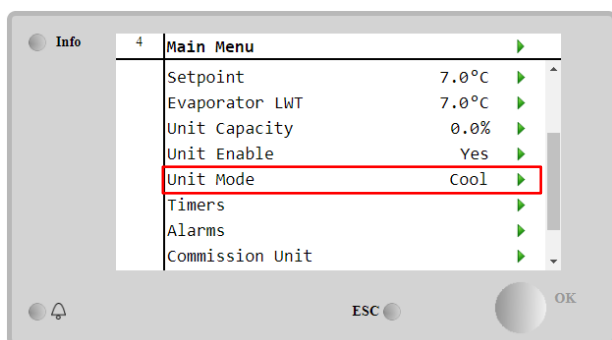 Info
4 Main Menu
Setpoint 7.0°C
Evaporator LWT 7.0°C
Unit Capacity 0.0%
Unit Enable Yes
Unit Mode Cool
Timers
Alarms
Commission Unit
ESC OK